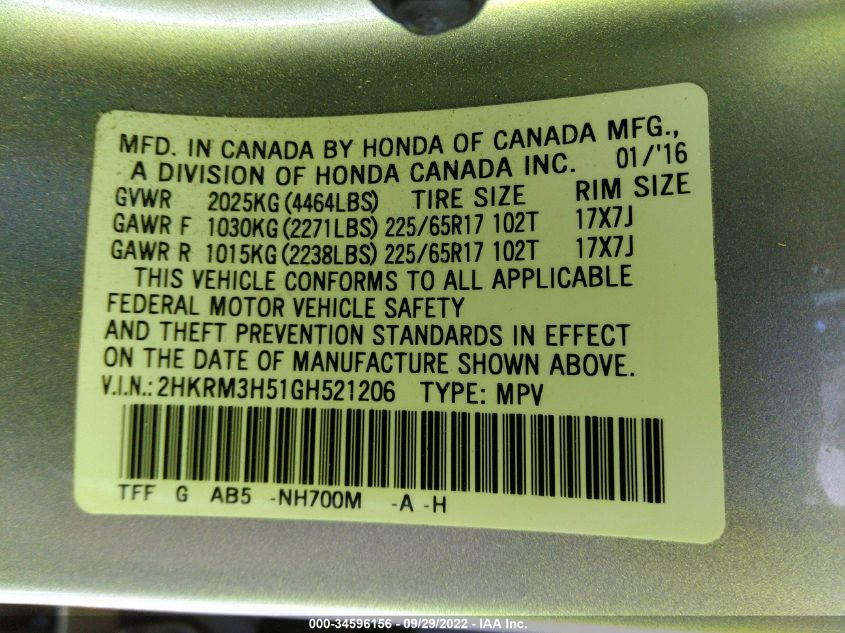 MFD. IN CANADA BY HONDA OF CANADA MFG.,
A DIVISION OF HONDA CANADA INC. 01/'16
GVWR 2025KG (4464LBS) TIRE SIZE RIM SIZE
GAWR F 1030KG (2271LBS) 225/65R17 102T 17X7J
GAWR R 1015KG (2238LBS) 225/65R17 102T 17X7J
THIS VEHICLE CONFORMS TO ALL APPLICABLE
FEDERAL MOTOR VEHICLE SAFETY
AND THEFT PREVENTION STANDARDS IN EFFECT
ON THE DATE OF MANUFACTURE SHOWN ABOVE.
V.I.N.: 2HKRM3H51GH521206 TYPE: MPV
TFF G AB5 -NH700M -A -H
000-34596156 - 09/29/2022 - IAA Inc.